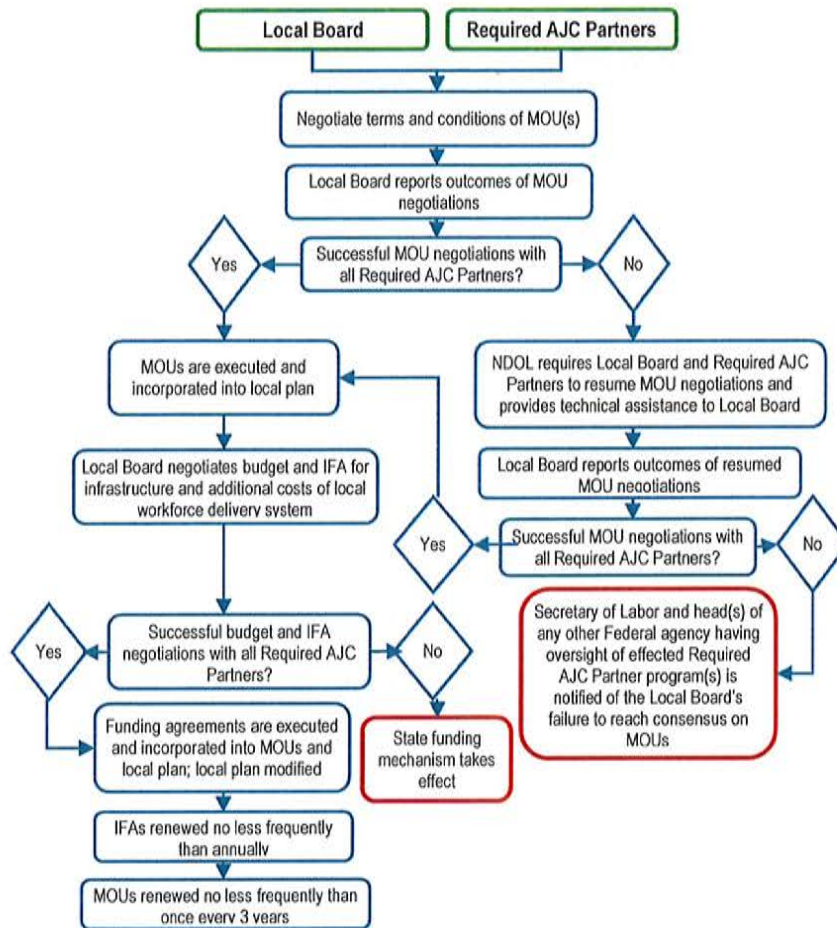 Local Board
Required AJC Partners
Negotiate terms and conditions of MOU(s)
Local Board reports outcomes of MOU
negotiations
Successful MOU negotiations with
all Required AJC Partners?
Yes
No
MOUs are executed and
incorporated into local plan
NDOL requires Local Board and Required AJC
Partners to resume MOU negotiations and
provides technical assistance to Local Board
Local Board negotiates budget and IFA for
infrastructure and additional costs of local
workforce delivery system
Local Board reports outcomes of resumed
MOU negotiations
Successful MOU negotiations with
all Required AJC Partners?
Yes
No
Secretary of Labor and head(s) of
any other Federal agency having
oversight of effected Required
AJC Partner program(s) is
notified of the Local Board's
failure to reach consensus on
MOUs
Successful budget and IFA
negotiations with all Required AJC
Partners?
Yes
No
Funding agreements are executed
and incorporated into MOUs and
local plan; local plan modified
State funding
mechanism takes
effect
IFAs renewed no less frequently
than annually
MOUs renewed no less frequently than
once every 3 years